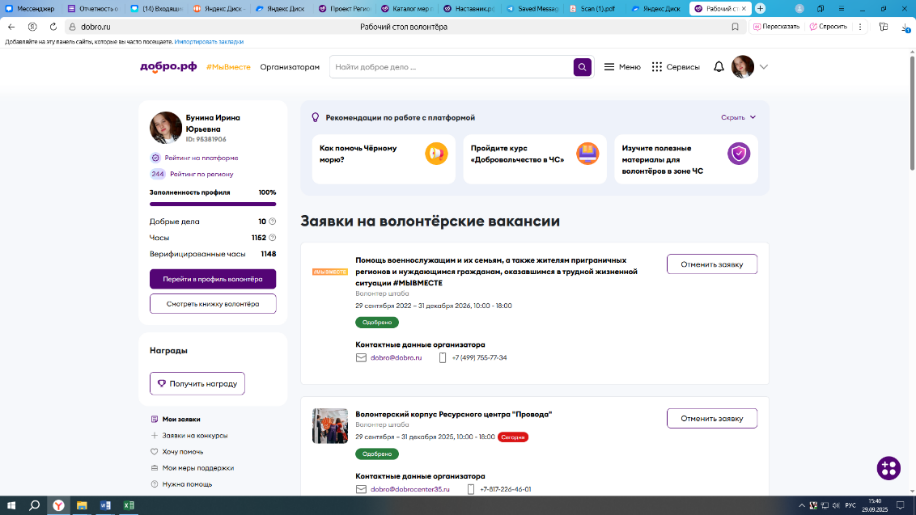 Мессенджер
Отчетность о
(14) Входящи
Яндекс Диск
Яндекс Диск
Проект Реги
Каталог мер п
Наставник.рф
Saved Messag
Scan (1).pdf
Яндекс Диск
Рабочий ст
dobro.ru
Рабочий стол волонтёра
Пересказать
Спросить
Добавляйте на эту панель сайты, которые вы часто посещаете. Импортировать закладки
добро.рф
#МыВместе
Организаторам
Найти доброе дело ...
Меню
Сервисы
Бунина Ирина
Юрьевна
ID: 95381906
Рейтинг на платформе
244 Рейтинг по региону
Заполненность профиля 100%
Добрые дела 10
Часы 1152
Верифицированные часы 1148
Перейти в профиль волонтёра
Смотреть книжку волонтёра
Награды
Получить награду
Мои заявки
Заявки на конкурсы
Хочу помочь
Мои меры поддержки
Нужна помощь
Рекомендации по работе с платформой
Скрыть
Как помочь Чёрному
морю?
Пройдите курс
«Добровольчество в ЧС»
Изучите полезные
материалы для
волонтёров в зоне ЧС
Заявки на волонтёрские вакансии
#МЫВМЕСТЕ
Помощь военнослужащим и их семьям, а также жителям приграничных
регионов и нуждающимся гражданам, оказавшимся в трудной жизненной
ситуации #МЫВМЕСТЕ
Волонтер штаба
29 сентября 2022 – 31 декабря 2026, 10:00 - 18:00
Одобрено
Контактные данные организатора
dobro@dobro.ru
+7 (499) 755-77-34
Отменить заявку
Волонтерский корпус Ресурсного центра "Провода"
Волонтер штаба
29 сентября – 31 декабря 2025, 10:00 - 18:00 Сегодня
Одобрено
Контактные данные организатора
dobro@dobrocenter35.ru
+7-817-226-46-01
Отменить заявку
РУС
15:40
29.09.2025